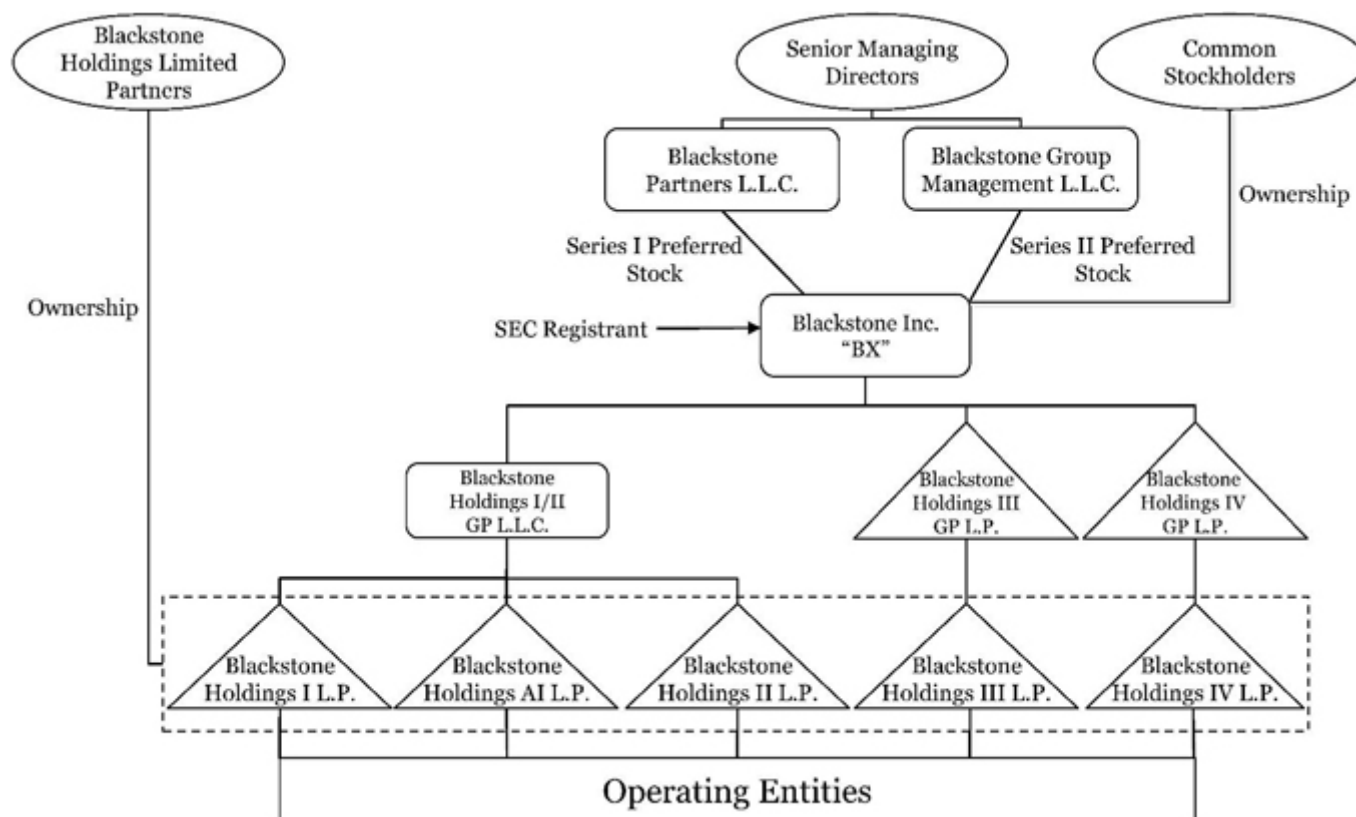 Blackstone
Holdings Limited
Partners
Senior Managing
Directors
Common
Stockholders
Blackstone
Partners L.L.C.
Blackstone Group
Management L.L.C.
Ownership
Series I Preferred
Stock
Series II Preferred
Stock
Ownership
SEC Registrant
Blackstone Inc.
“BX”
Blackstone
Holdings I/II
GP L.L.C.
Blackstone
Holdings III
GP L.P.
Blackstone
Holdings IV
GP L.P.
Blackstone
Holdings I L.P.
Blackstone
Holdings AI L.P.
Blackstone
Holdings II L.P.
Blackstone
Holdings III L.P.
Blackstone
Holdings IV L.P.
Operating Entities